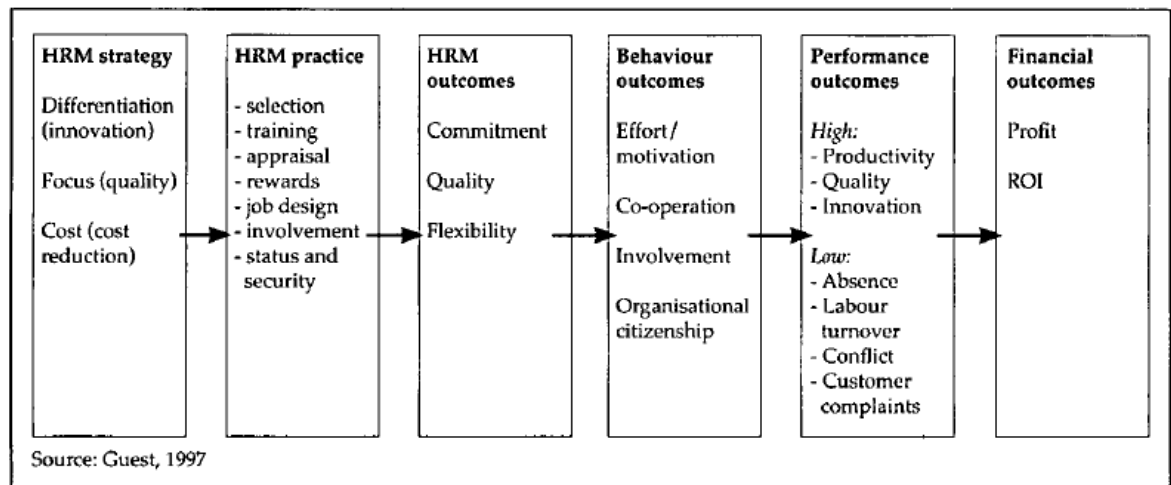 HRM strategy
Differentiation
(innovation)
Focus (quality)
Cost (cost
reduction)
HRM practice
- selection
- training
- appraisal
- rewards
- job design
- involvement
- status and
security
HRM
outcomes
Commitment
Quality
Flexibility
Behaviour
outcomes
Effort/
motivation
Co-operation
Involvement
Organisational
citizenship
Performance
outcomes
High:
- Productivity
- Quality
- Innovation
Low:
- Absence
- Labour
turnover
- Conflict
- Customer
complaints
Financial
outcomes
Profit
ROI
Source: Guest, 1997